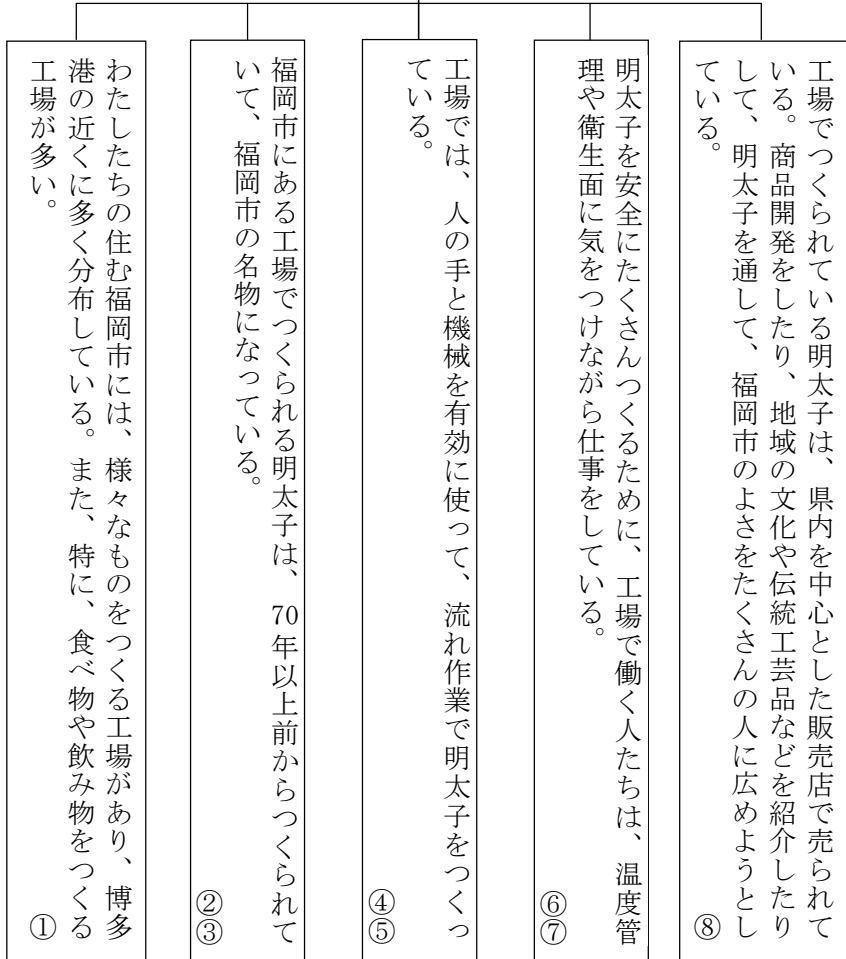 工場でつくられている明太子は、県内を中心とした販売店で売られて
いる。商品開発をしたり、地域の文化や伝統工芸品などを紹介したり
して、明太子を通して、福岡市のよさをたくさんの人に広めようとし
ている。
⑧
明太子を安全にたくさんつくるために、工場で働く人たちは、温度管
理や衛生面に気をつけながら仕事をしている。
⑥⑦
工場では、人の手と機械を有効に使って、流れ作業で明太子をつくっ
ている。
④⑤
福岡市にある工場でつくられる明太子は、70年以上前からつくられて
いて、福岡市の名物になっている。
②③
わたしたちの住む福岡市には、様々なものをつくる工場があり、博多
港の近くに多く分布している。また、特に、食べ物や飲み物をつくる
工場が多い。
①